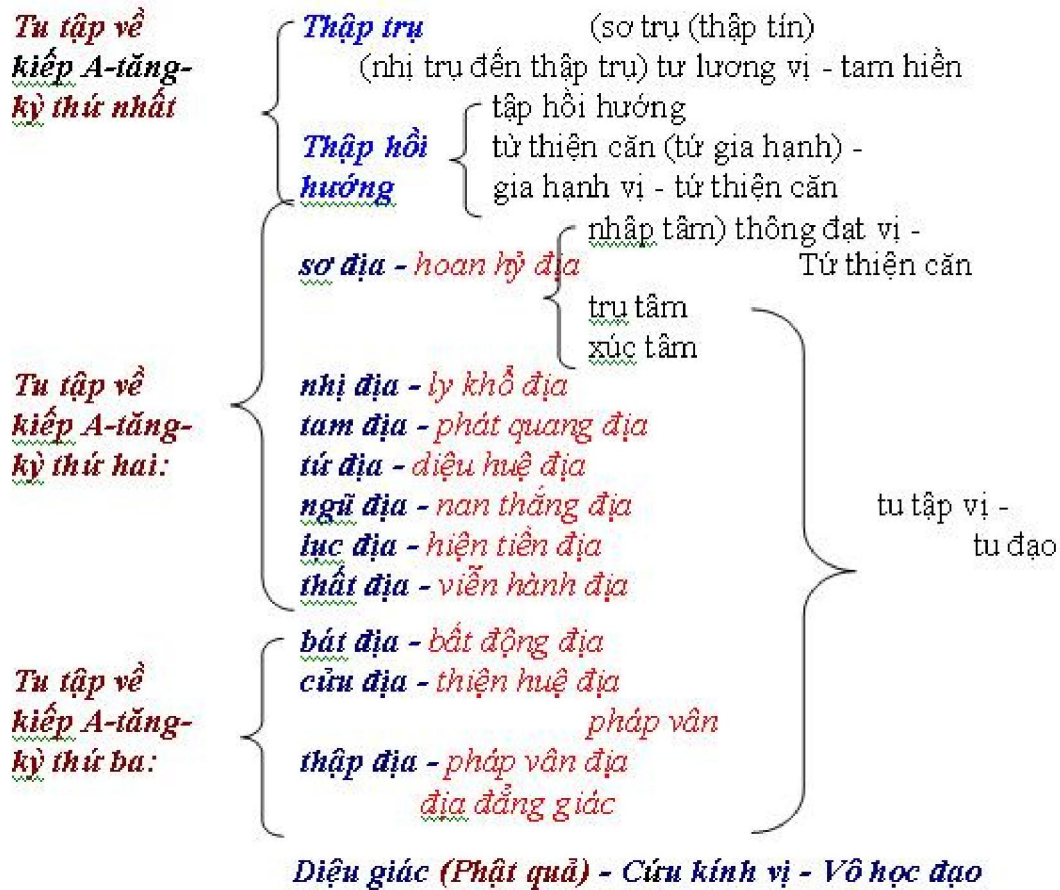 Tu tập về
kiếp A-tăng-
kỳ thứ nhất
Thập trụ (sơ trụ (thập tín)
(nhị trụ đến thập trụ) tư lương vị - tam hiền
Thập hồi
hướng
tập hồi hướng
từ thiện căn (tứ gia hạnh) -
gia hạnh vị - tứ thiện căn
sơ địa - hoan hỷ địa
nhâp tâm) thông đạt vị -
Tứ thiện căn
trụ tâm
xúc tâm
Tu tập về
kiếp A-tăng-
kỳ thứ hai:
nhị địa - ly khổ địa
tam địa - phát quang địa
tứ địa - diệu huệ địa
ngũ địa - nan thắng địa
lục địa - hiện tiền địa
thất địa - viễn hành địa
tu tập vị -
tu đạo
Tu tập về
kiếp A-tăng-
kỳ thứ ba:
bát địa - bất động địa
cửu địa - thiện huệ địa
pháp vân
thập địa - pháp vân địa
địa đẳng giác
Diệu giác (Phật quả) - Cứu kính vị - Vô học đạo